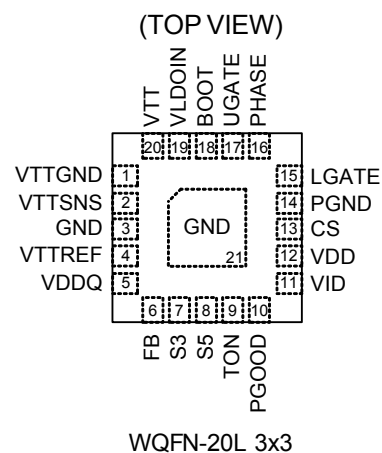 (TOP VIEW)
VTT
VLDOIN
BOOT
UGATE
PHASE
20 19 18 17 16
VTTGND 1
VTTSNS 2
GND 3
VTTREF 4
VDDQ 5
15 LGATE
14 PGND
13 CS
12 VDD
11 VID
GND
21
6 7 8 9 10
FB
S3
S5
TON
PGOOD
WQFN-20L 3x3